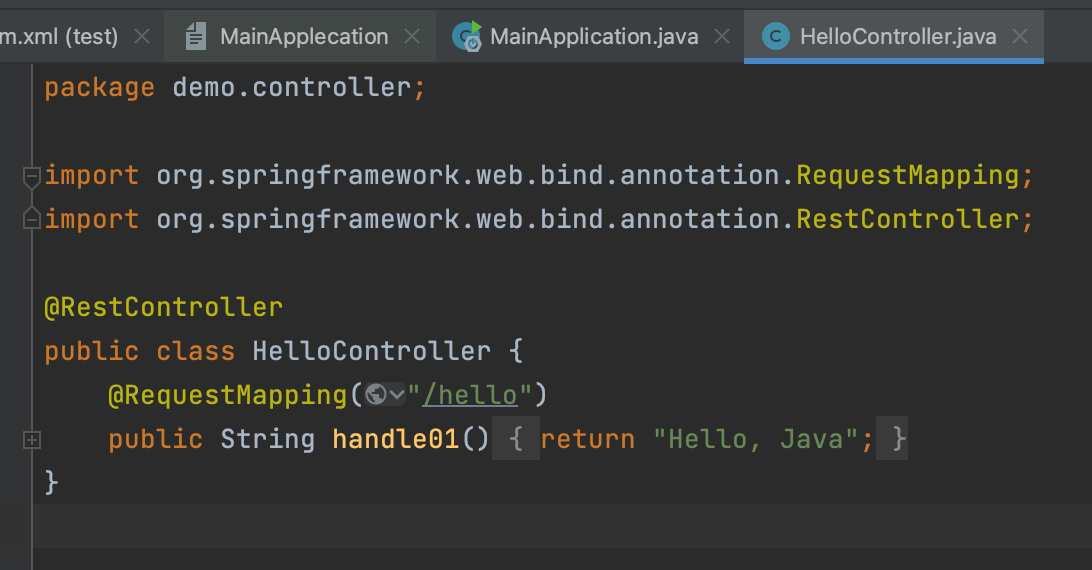 m.xml (test) MainApplecation MainApplication.java HelloController.java
package demo.controller;
import org.springframework.web.bind.annotation.RequestMapping;
import org.springframework.web.bind.annotation.RestController;
@RestController
public class HelloController {
@RequestMapping("/hello")
public String handle01() { return "Hello, Java"; }
}